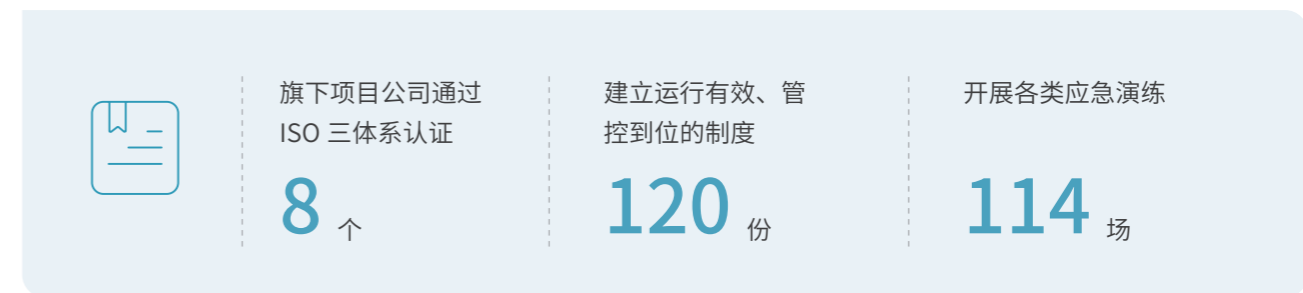 旗下项目公司通过
ISO 三体系认证
8 个
建立运行有效、管
控到位的制度
120 份
开展各类应急演练
114 场